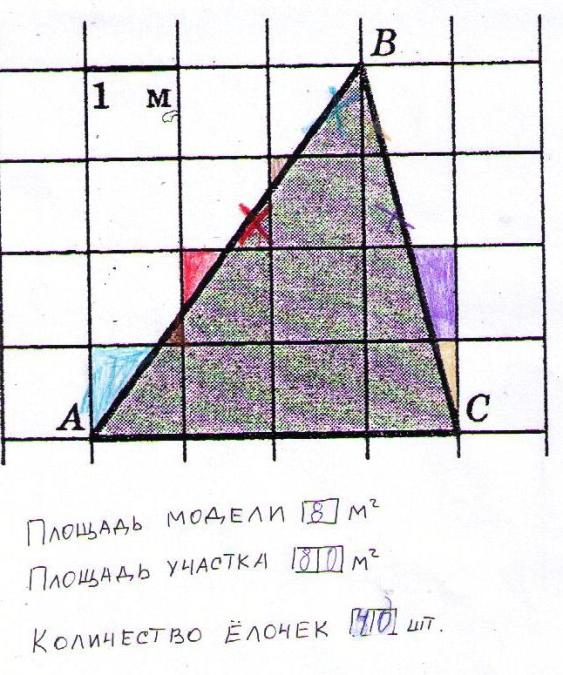 B
1 м
A
C
Площадь модели 8 м²
Площадь участка 80 м²
Количество ёлочек 40 шт.